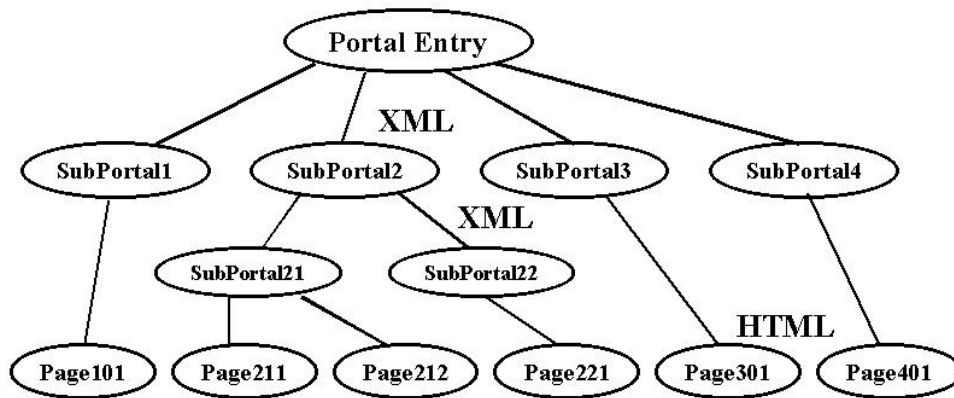 Portal Entry
XML
SubPortal1 SubPortal2 SubPortal3 SubPortal4
XML
SubPortal21 SubPortal22
HTML
Page101 Page211 Page212 Page221 Page301 Page401